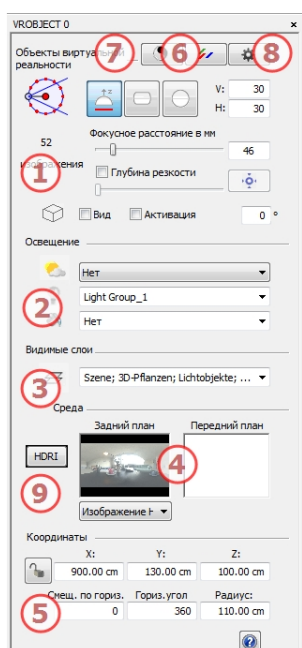 VROBJECT 0
x
7
6
8
Объекты виртуальной
реальности
V: 30
H: 30
52
изображения
1
Фокусное расстояние в мм
46
Глубина резкости
Вид
Активация
0 °
Освещение
Нет
Light Group_1
2
Нет
Видимые слои
3
Szene; 3D-Pflanzen; Lichtobjekte; ...
Среда
Задний план
Передний план
HDRI
4
9
Изображение
Координаты
X:
Y:
Z:
900.00 cm
130.00 cm
100.00 cm
5
Смещ. по гориз.
Гориз.угол
Радиус:
0
360
110.00 cm
?